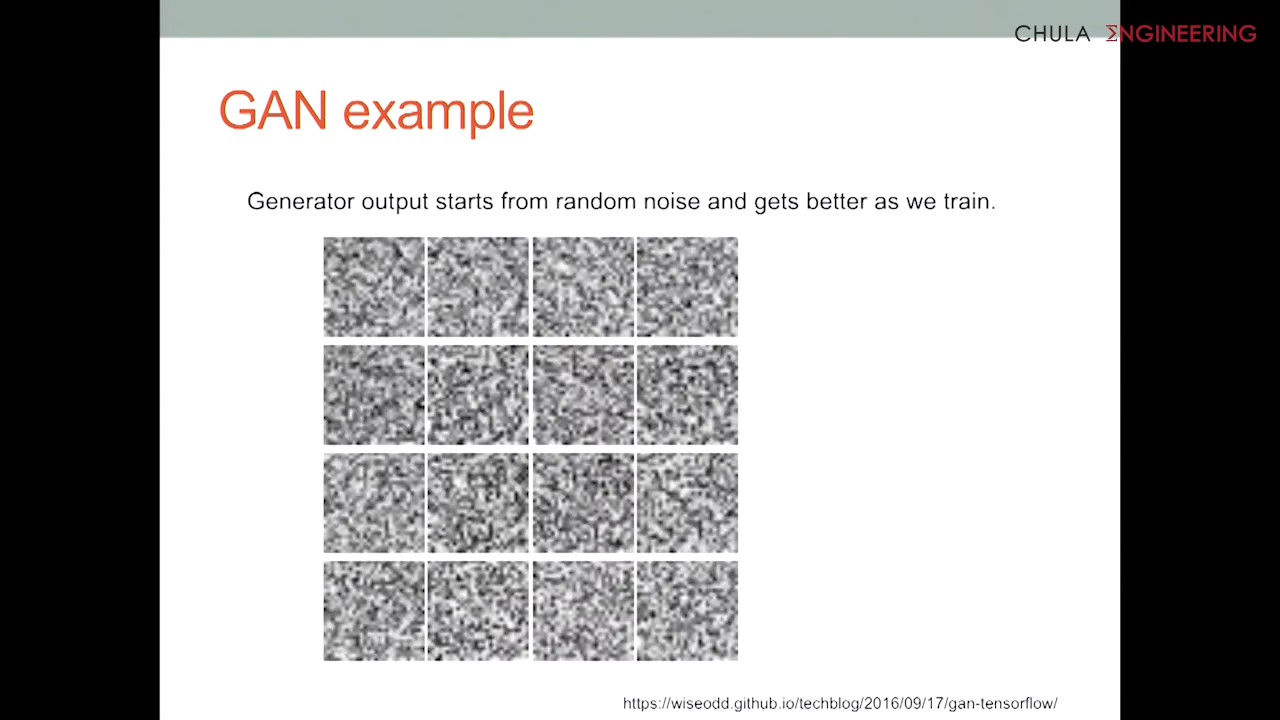 CHULA ΣNGINEERING
GAN example
Generator output starts from random noise and gets better as we train.
https://wiseodd.github.io/techblog/2016/09/17/gan-tensorflow/